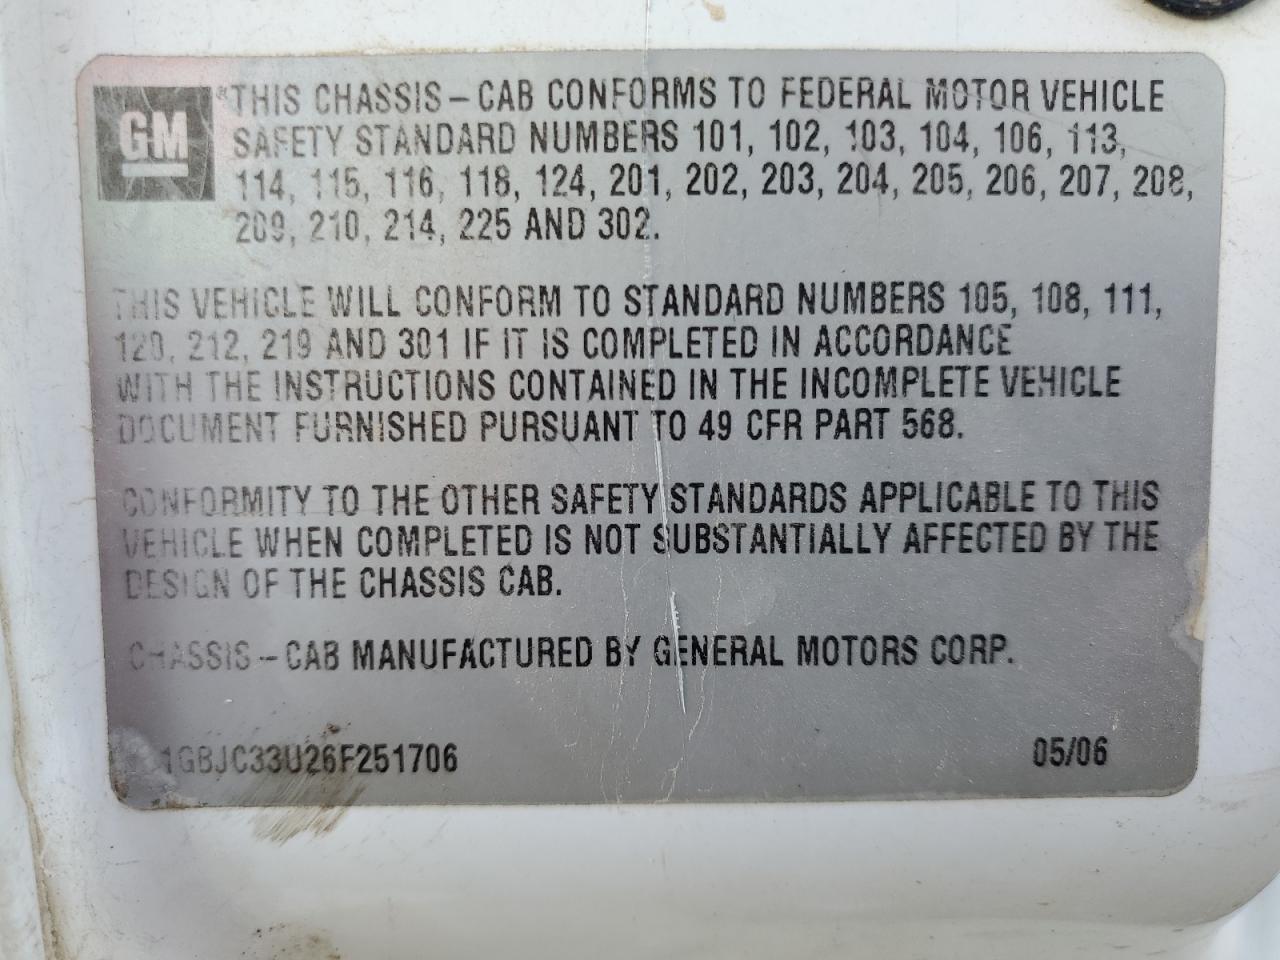 GM
THIS CHASSIS – CAB CONFORMS TO FEDERAL MOTOR VEHICLE
SAFETY STANDARD NUMBERS 101, 102, 103, 104, 106, 113,
114, 115, 116, 118, 124, 201, 202, 203, 204, 205, 206, 207, 208,
209, 210, 214, 225 AND 302.
THIS VEHICLE WILL CONFORM TO STANDARD NUMBERS 105, 108, 111,
120, 212, 219 AND 301 IF IT IS COMPLETED IN ACCORDANCE
WITH THE INSTRUCTIONS CONTAINED IN THE INCOMPLETE VEHICLE
DOCUMENT FURNISHED PURSUANT TO 49 CFR PART 568.
CONFORMITY TO THE OTHER SAFETY STANDARDS APPLICABLE TO THIS
VEHICLE WHEN COMPLETED IS NOT SUBSTANTIALLY AFFECTED BY THE
DESIGN OF THE CHASSIS CAB.
CHASSIS – CAB MANUFACTURED BY GENERAL MOTORS CORP.
1GBJC33U26F251706 05/06